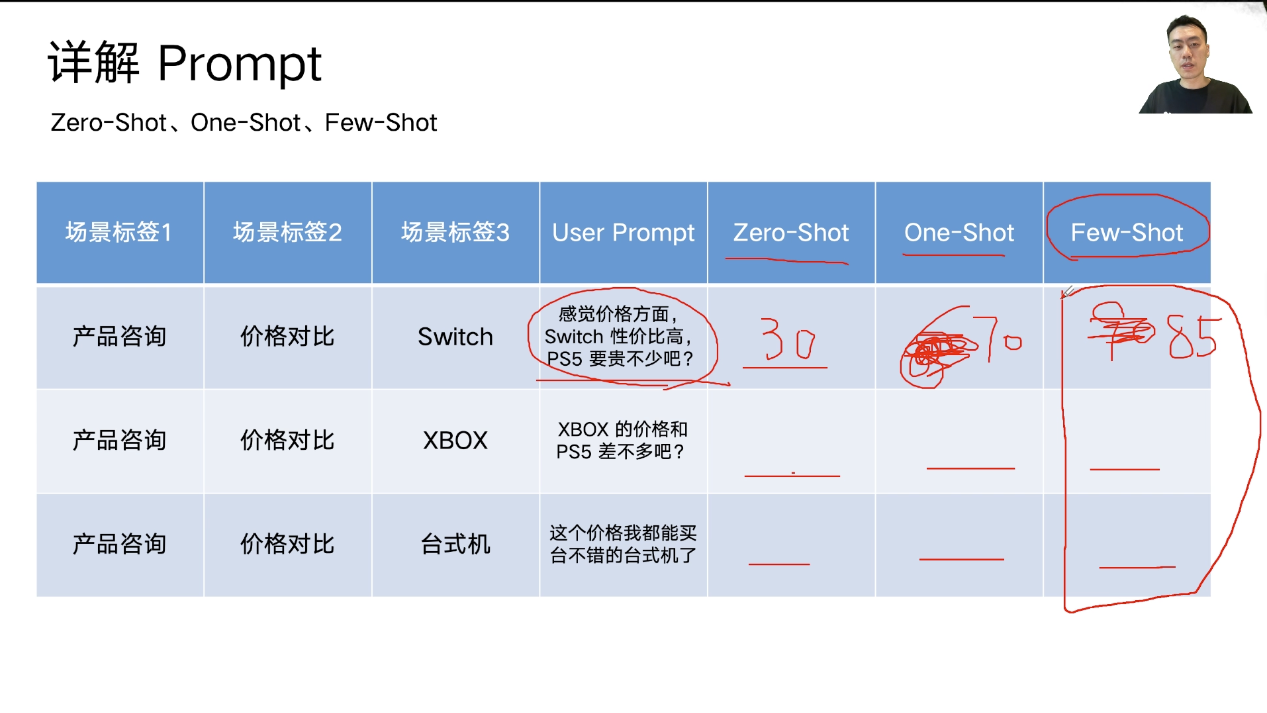 详解 Prompt
Zero-Shot、One-Shot、Few-Shot
场景标签1 场景标签2 场景标签3 User Prompt Zero-Shot One-Shot Few-Shot
产品咨询 价格对比 Switch
感觉价格方面，
Switch 性价比高，
PS5 要贵不少吧？
30 70 85
产品咨询 价格对比 XBOX
XBOX 的价格和
PS5 差不多吧？
产品咨询 价格对比 台式机
这个价格我都能买
台不错的台式机了